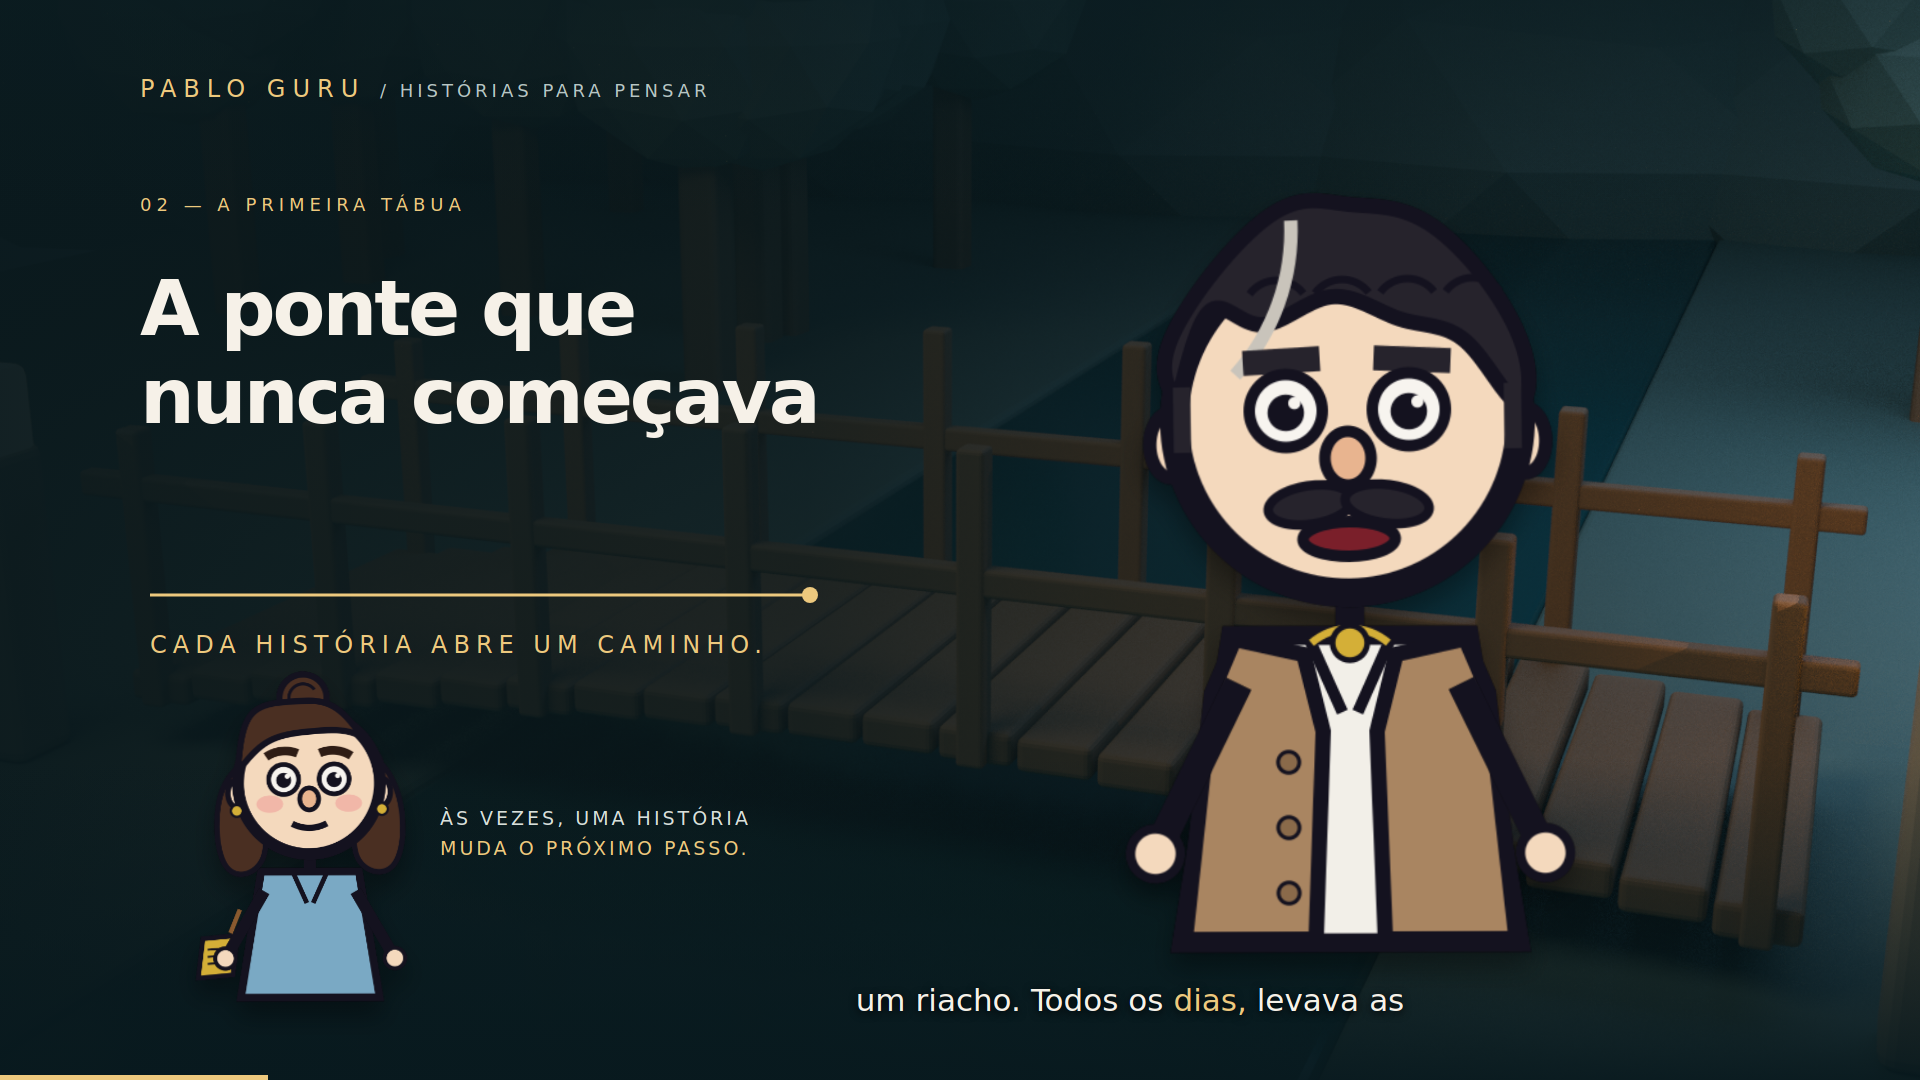 PABLO GURU / HISTÓRIAS PARA PENSAR
02 — A PRIMEIRA TÁBUA
A ponte que
nunca começava
CADA HISTÓRIA ABRE UM CAMINHO.
ÀS VEZES, UMA HISTÓRIA
MUDA O PRÓXIMO PASSO.
um riacho. Todos os dias, levava as